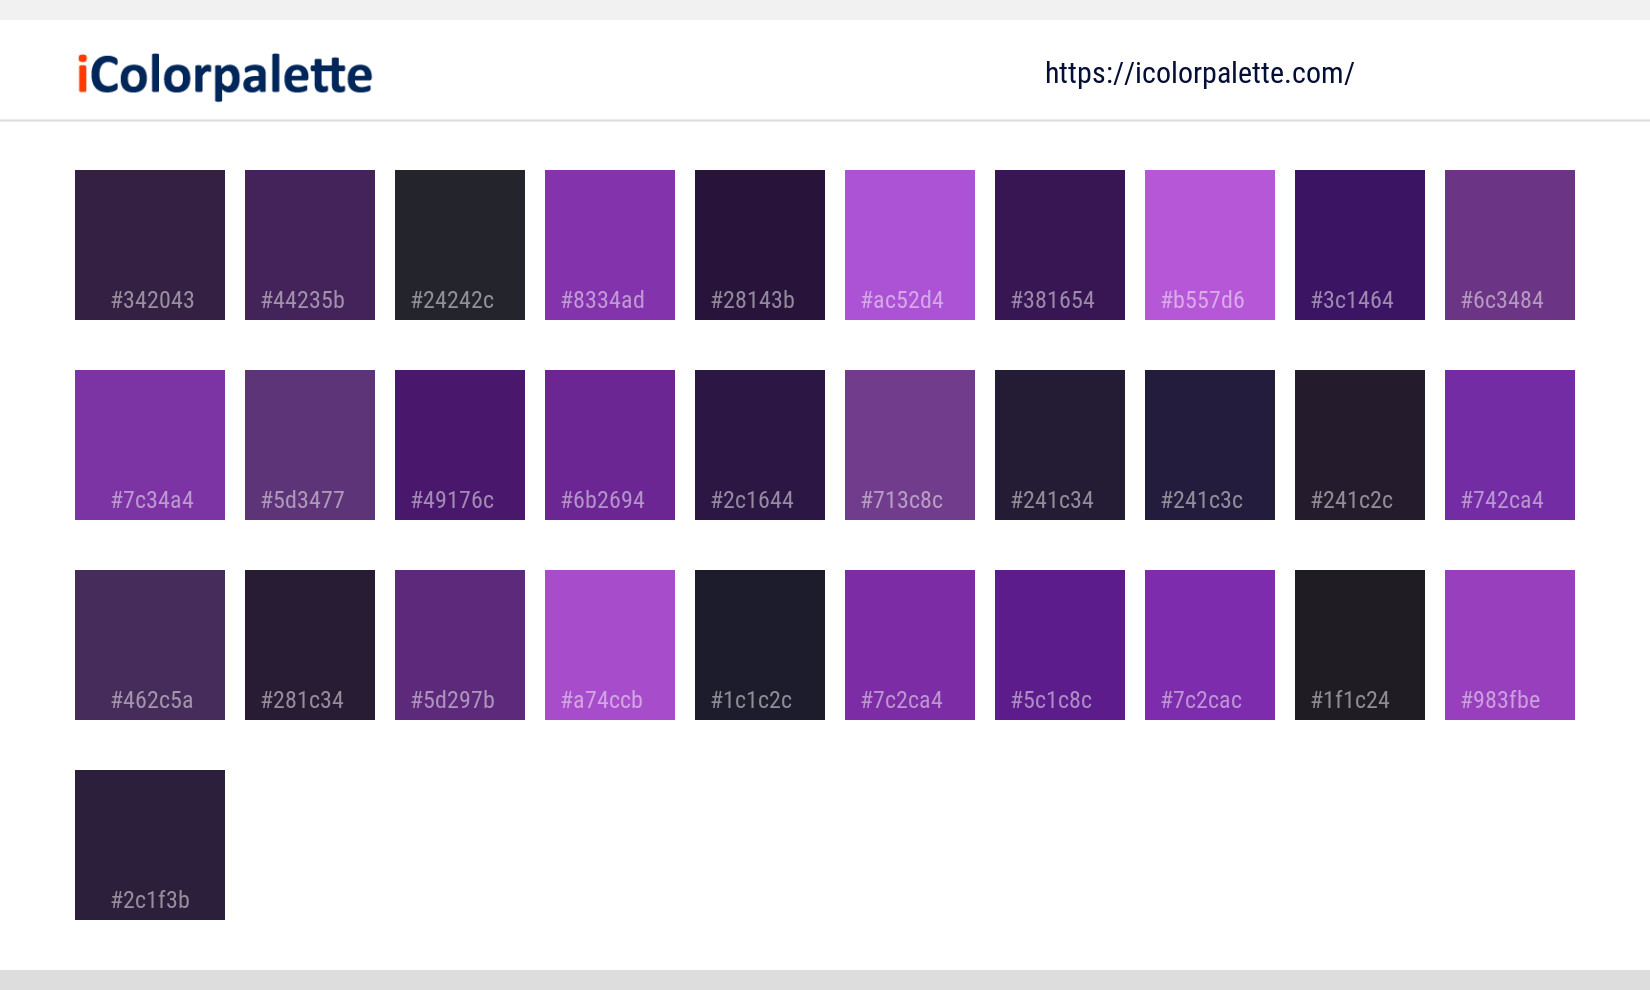 iColorpalette
https://icolorpalette.com/
#342043 #44235b #24242c #8334ad #28143b #ac52d4 #381654 #b557d6 #3c1464 #6c3484
#7c34a4 #5d3477 #49176c #6b2694 #2c1644 #713c8c #241c34 #241c3c #241c2c #742ca4
#462c5a #281c34 #5d297b #a74ccb #1c1c2c #7c2ca4 #5c1c8c #7c2cac #1f1c24 #983fbe
#2c1f3b